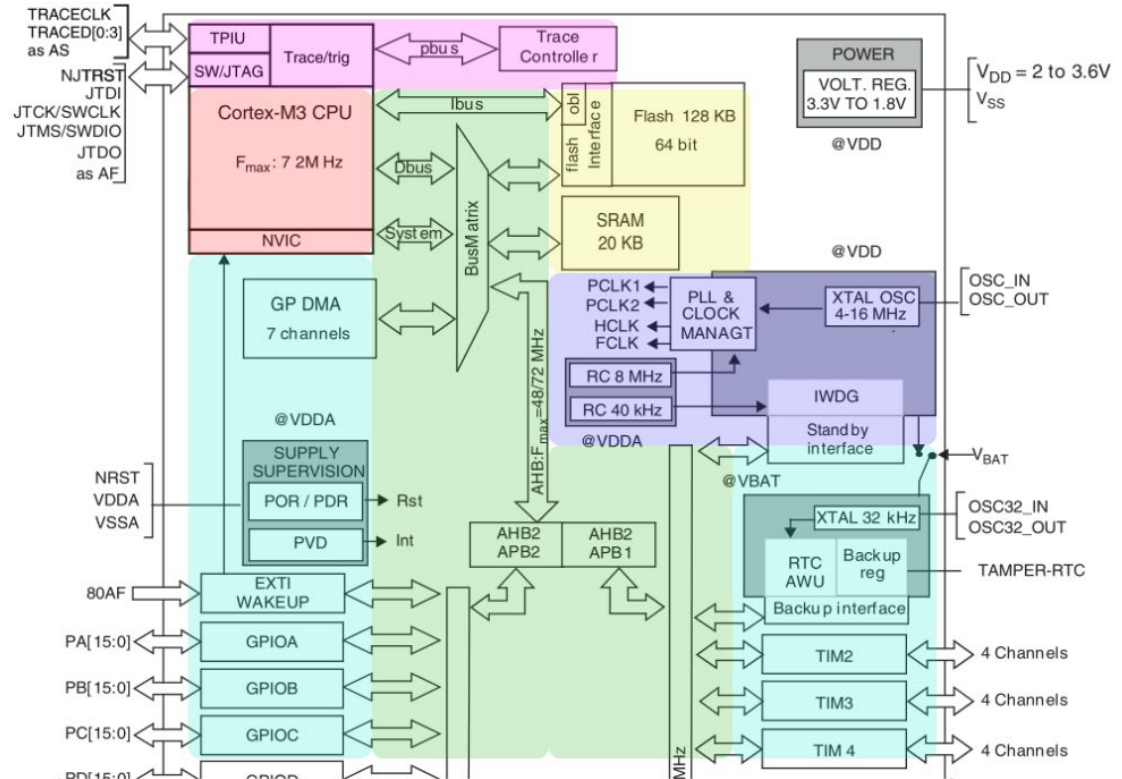 TRACECLK
TRACED[0:3]
as AS
NJTRST
JTDI
JTCK/SWCLK
JTMS/SWDIO
JTDO
as AF
TPIU
SW/JTAG
Trace/trig
pbus
Trace
Controller
Cortex-M3 CPU
Fmax: 7 2M Hz
NVIC
Ibus
Dbus
System
BusM atrix
flash
obl
Interface
Flash 128 KB
64 bit
SRAM
20 KB
POWER
VOLT. REG.
3.3V TO 1.8V
@VDD
VDD = 2 to 3.6V
VSS
GP DMA
7 channels
AHB:Fmax=48/72 MHz
@VDD
PCLK1
PCLK2
HCLK
FCLK
PLL &
CLOCK
MANAGT
XTAL OSC
4-16 MHz
OSC_IN
OSC_OUT
RC 8 MHz
RC 40 kHz
@VDDA
IWDG
Standby
interface
@VBAT
VBAT
@VDDA
SUPPLY
SUPERVISION
POR / PDR
Rst
PVD
Int
NRST
VDDA
VSSA
AHB2
APB2
AHB2
APB1
XTAL 32 kHz
OSC32_IN
OSC32_OUT
RTC
AWU
Backup
reg
TAMPER-RTC
Backup interface
80AF
EXTI
WAKEUP
PA[15:0]
GPIOA
PB[15:0]
GPIOB
PC[15:0]
GPIOC
PD[15:0]
GPIOD
TIM2
4 Channels
TIM3
4 Channels
TIM 4
4 Channels
MHz